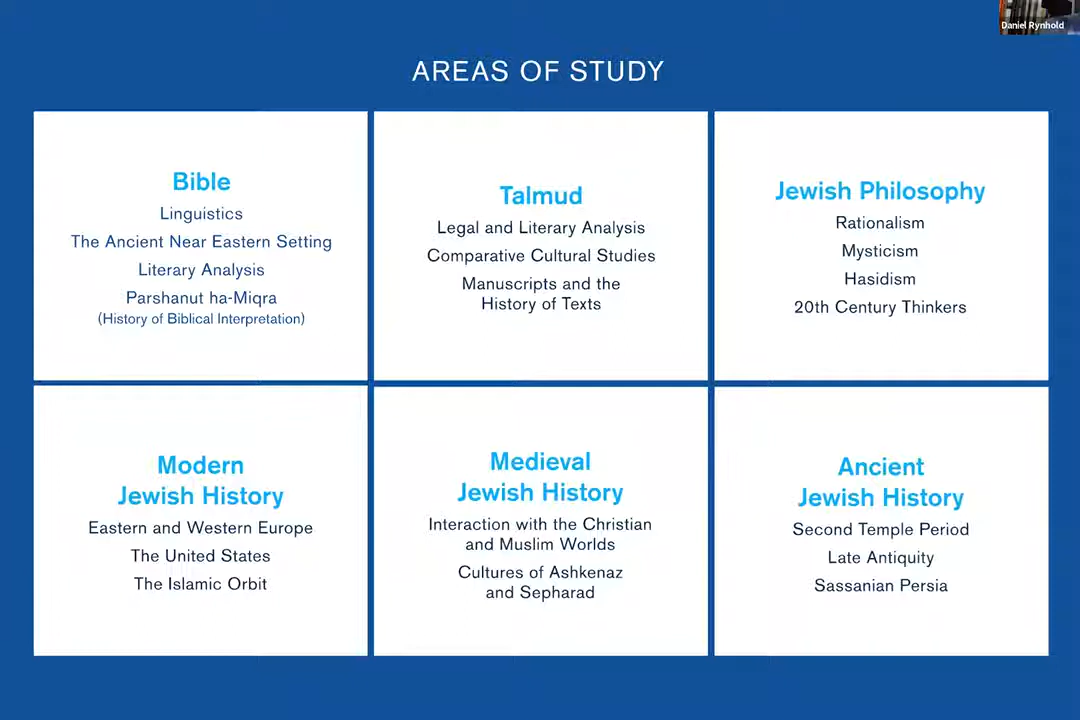 Daniel Rynhold
AREAS OF STUDY
Bible
Linguistics
The Ancient Near Eastern Setting
Literary Analysis
Parshanut ha-Miqra
(History of Biblical Interpretation)
Talmud
Legal and Literary Analysis
Comparative Cultural Studies
Manuscripts and the
History of Texts
Jewish Philosophy
Rationalism
Mysticism
Hasidism
20th Century Thinkers
Modern
Jewish History
Eastern and Western Europe
The United States
The Islamic Orbit
Medieval
Jewish History
Interaction with the Christian
and Muslim Worlds
Cultures of Ashkenaz
and Sepharad
Ancient
Jewish History
Second Temple Period
Late Antiquity
Sassanian Persia